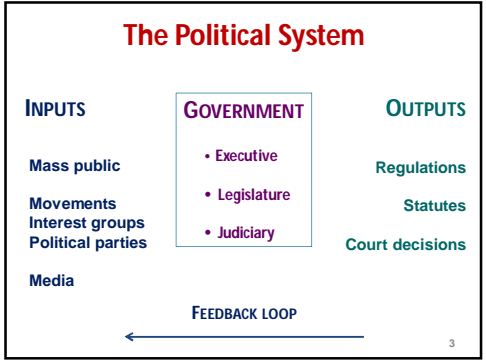 The Political System
INPUTS
Mass public
Movements
Interest groups
Political parties
Media
GOVERNMENT
• Executive
• Legislature
• Judiciary
OUTPUTS
Regulations
Statutes
Court decisions
FEEDBACK LOOP
3